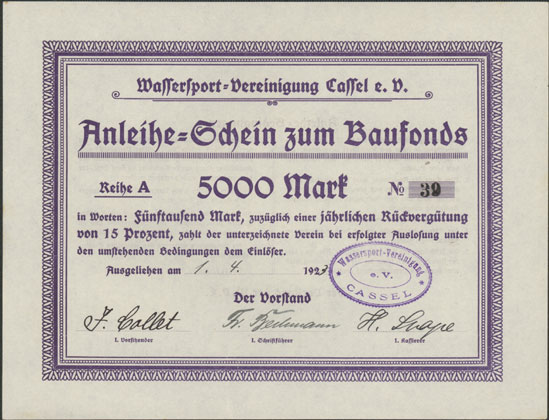 Wassersport-Vereinigung Cassel e. V.
Anleihe-Schein zum Baufonds
Reihe A 5000 Mark № 39
in Worten: Fünftausend Mark, zuzüglich einer jährlichen Rückvergütung
von 15 Prozent, zahlt der unterzeichnete Verein bei erfolgter Auslosung unter
den umstehenden Bedingungen dem Einlöser.
Ausgeliehen am 1. 4. 1923
Wassersport-Vereinigung
e. V.
CASSEL
Der Vorstand
F. Collet
H.
1. Vorsitzender 1. Schriftführer 1. Kassierer